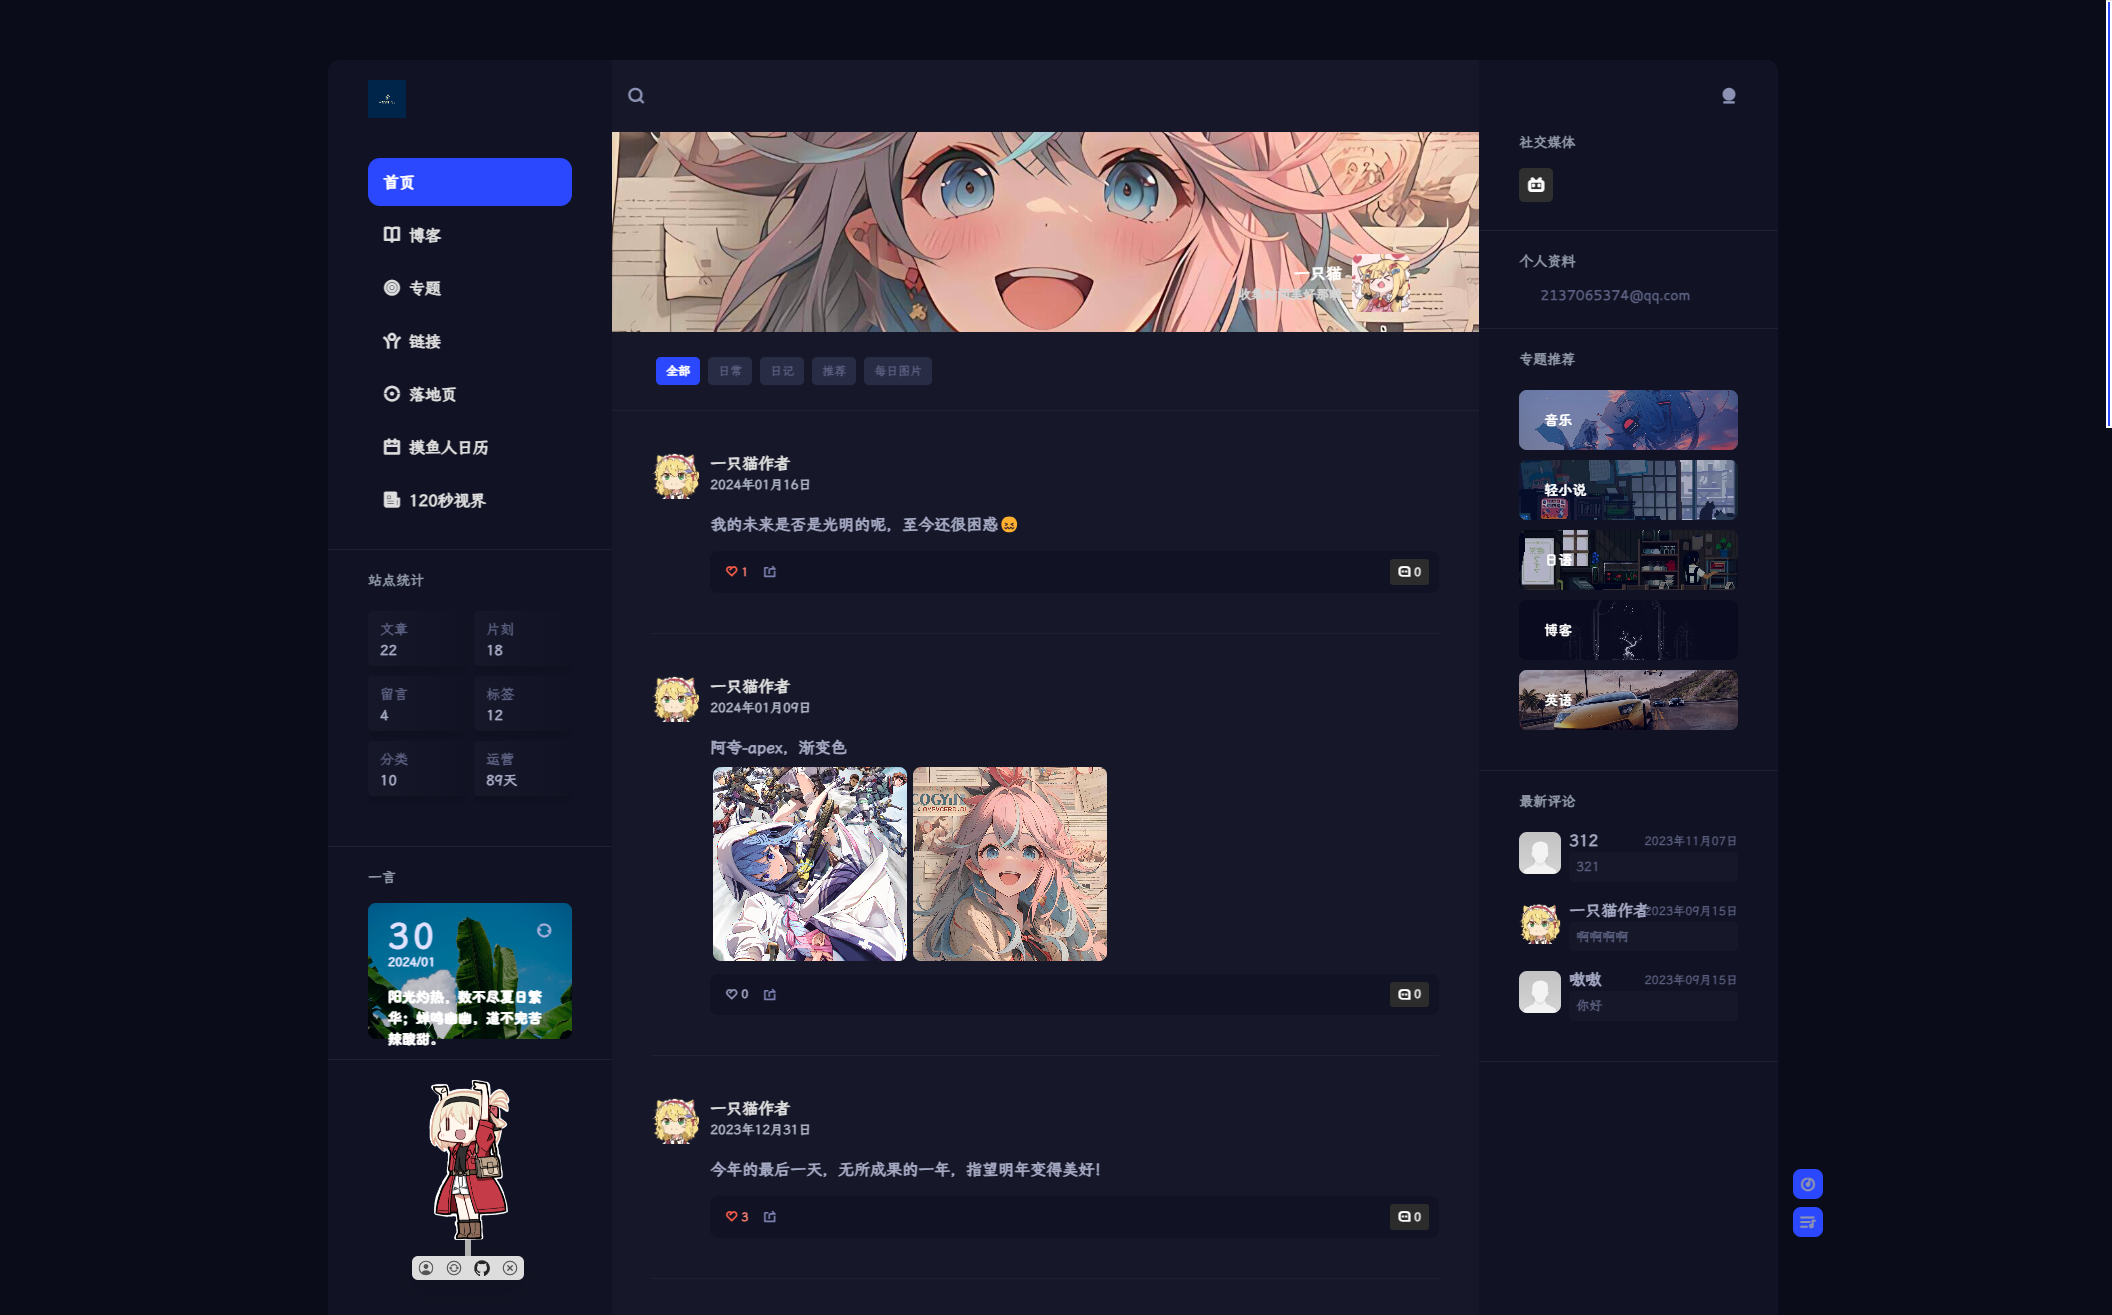 首页
博客
专题
链接
落地页
摸鱼人日历
120秒视界
站点统计
文章
22
片刻
18
留言
4
标签
12
分类
10
运营
89天
一言
30
2024/01
阳光灼热，数不尽夏日繁
华；蝉鸣幽幽，道不完苦
辣酸甜。
一只猫
全部
日常
日记
推荐
每日图片
一只猫作者
2024年01月16日
我的未来是否是光明的呢，至今还很困惑😖
1
0
一只猫作者
2024年01月09日
阿夸-apex，渐变色
0
0
一只猫作者
2023年12月31日
今年的最后一天，无所成果的一年，指望明年变得美好！
3
0
社交媒体
个人资料
2137065374@qq.com
专题推荐
音乐
轻小说
日语
博客
英语
最新评论
312
2023年11月07日
321
一只猫作者
2023年09月15日
啊啊啊啊
嗷嗷
2023年09月15日
你好